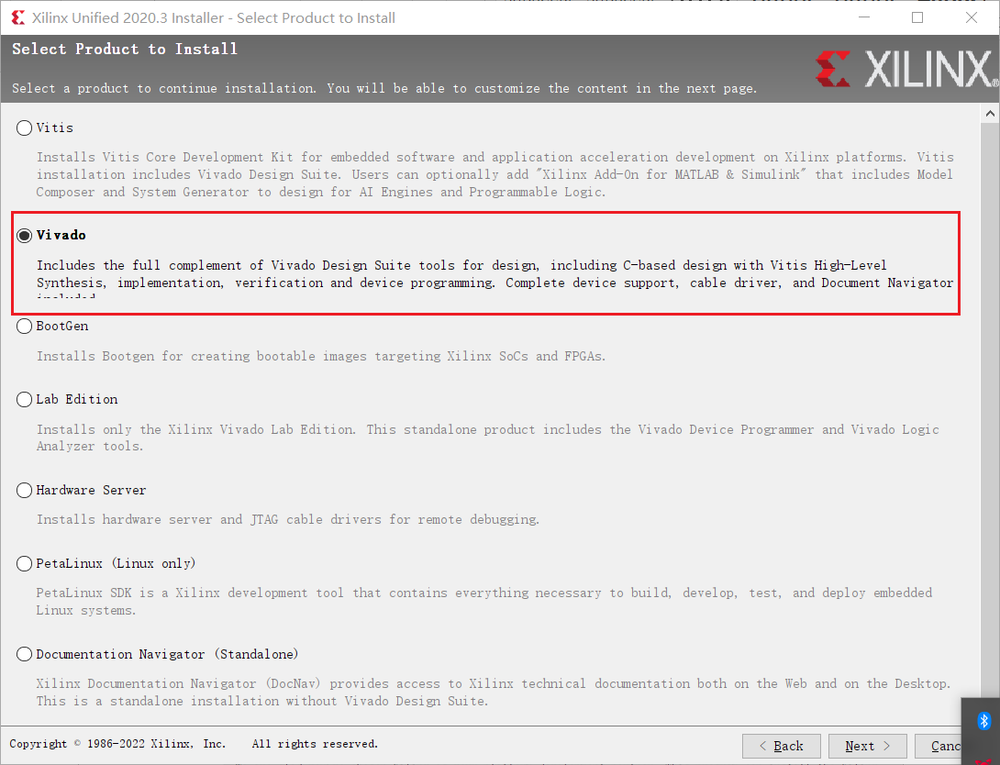 Xilinx Unified 2020.3 Installer - Select Product to Install
Select Product to Install
XILINX®
Select a product to continue installation. You will be able to customize the content in the next page.
Vitis
Installs Vitis Core Development Kit for embedded software and application acceleration development on Xilinx platforms. Vitis
installation includes Vivado Design Suite. Users can optionally add "Xilinx Add-On for MATLAB & Simulink" that includes Model
Composer and System Generator to design for AI Engines and Programmable Logic.
Vivado
Includes the full complement of Vivado Design Suite tools for design, including C-based design with Vitis High-Level
Synthesis, implementation, verification and device programming. Complete device support, cable driver, and Document Navigator
BootGen
Installs Bootgen for creating bootable images targeting Xilinx SoCs and FPGAs.
Lab Edition
Installs only the Xilinx Vivado Lab Edition. This standalone product includes the Vivado Device Programmer and Vivado Logic
Analyzer tools.
Hardware Server
Installs hardware server and JTAG cable drivers for remote debugging.
PetaLinux (Linux only)
PetaLinux SDK is a Xilinx development tool that contains everything necessary to build, develop, test, and deploy embedded
Linux systems.
Documentation Navigator (Standalone)
Xilinx Documentation Navigator (DocNav) provides access to Xilinx technical documentation both on the Web and on the Desktop.
This is a standalone installation without Vivado Design Suite.
Copyright © 1986-2022 Xilinx, Inc. All rights reserved.
< Back
Next >
Canc